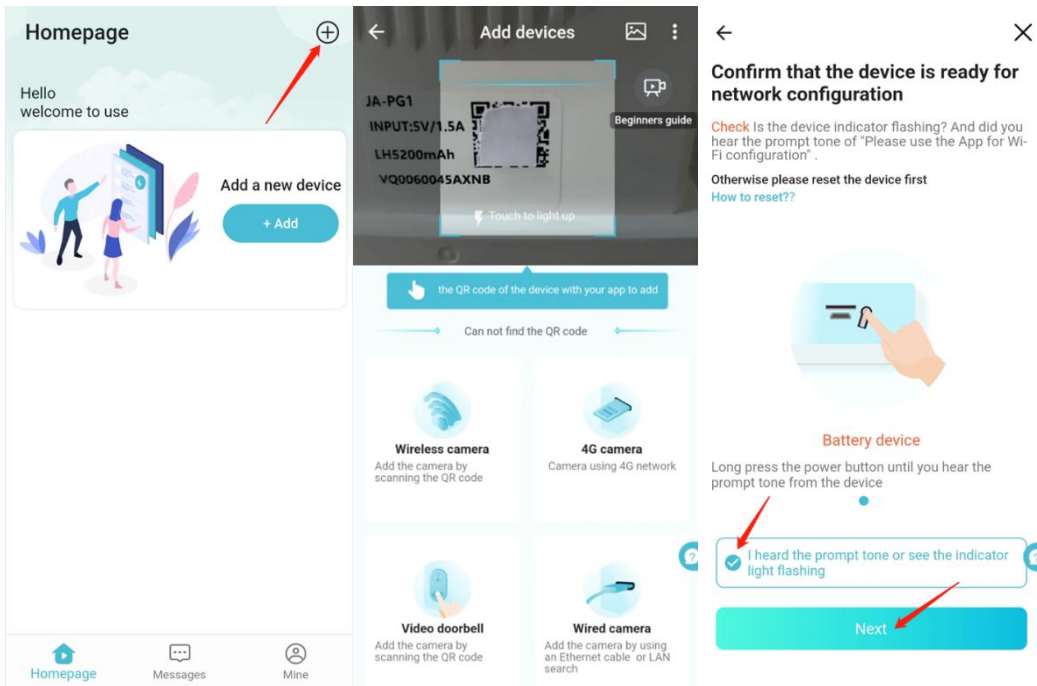 Homepage
Hello
welcome to use
Add a new device
+ Add
Homepage
Messages
Mine
Add devices
JA-PG1
INPUT:5V/1.5A
LH5200mAh
VQ0060045AXNB
Beginners guide
Touch to light up
the QR code of the device with your app to add
Can not find the QR code
Wireless camera
Add the camera by
scanning the QR code
4G camera
Camera using 4G network
Video doorbell
Add the camera by
scanning the QR code
Wired camera
Add the camera by using
an Ethernet cable or LAN
search
?
Confirm that the device is ready for
network configuration
Check Is the device indicator flashing? And did you
hear the prompt tone of "Please use the App for Wi-
Fi configuration" .
Otherwise please reset the device first
How to reset??
Battery device
Long press the power button until you hear the
prompt tone from the device
I heard the prompt tone or see the indicator
light flashing
?
Next